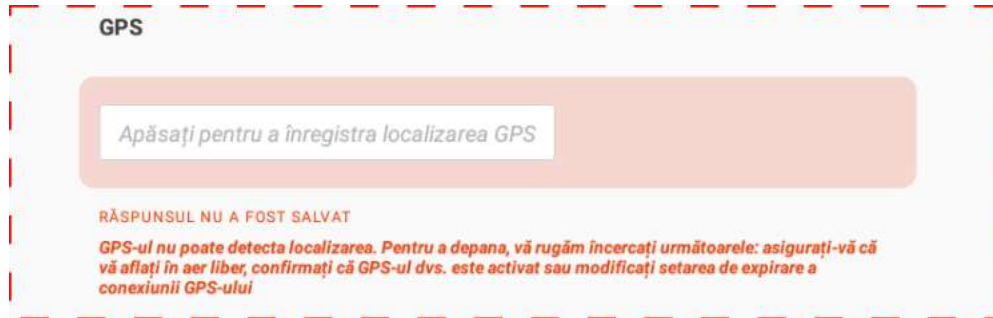 GPS
Apăsați pentru a înregistra localizarea GPS
RĂSPUNSUL NU A FOST SALVAT
GPS-ul nu poate detecta localizarea. Pentru a depana, vă rugăm încercați următoarele: asigurați-vă că
vă aflați în aer liber, confirmați că GPS-ul dvs. este activat sau modificați setarea de expirare a
conexiunii GPS-ului